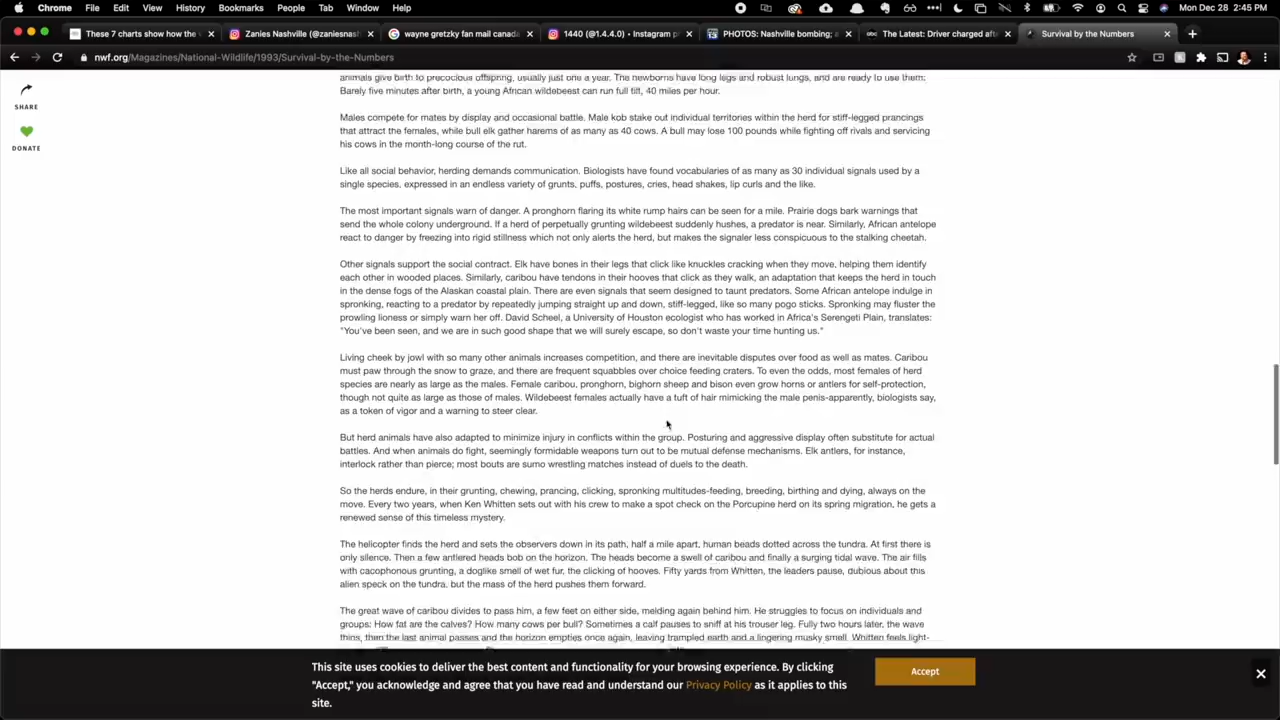 Chrome File Edit View History Bookmarks People Tab Window Help Mon Dec 28 2:45 PM
These 7 charts show how the Zanies Nashville (@zaniesnash wayne gretzky fan mail canada 1440 (@1.4.4.0) • Instagram p PHOTOS: Nashville bombing; a The Latest: Driver charged afte Survival by the Numbers
nwf.org/Magazines/National-Wildlife/1993/Survival-by-the-Numbers
SHARE
DONATE
animals give birth to precocious offspring, usually just one a year. The newborns have long legs and robust lungs, and are ready to use them:
Barely five minutes after birth, a young African wildebeest can run full tilt, 40 miles per hour.
Males compete for mates by display and occasional battle. Male kob stake out individual territories within the herd for stiff-legged prancings
that attract the females, while bull elk gather harems of as many as 40 cows. A bull may lose 100 pounds while fighting off rivals and servicing
his cows in the month-long course of the rut.
Like all social behavior, herding demands communication. Biologists have found vocabularies of as many as 30 individual signals used by a
single species, expressed in an endless variety of grunts, puffs, postures, cries, head shakes, lip curls and the like.
The most important signals warn of danger. A pronghorn flaring its white rump hairs can be seen for a mile. Prairie dogs bark warnings that
send the whole colony underground. If a herd of perpetually grunting wildebeest suddenly hushes, a predator is near. Similarly, African antelope
react to danger by freezing into rigid stillness which not only alerts the herd, but makes the signaler less conspicuous to the stalking cheetah.
Other signals support the social contract. Elk have bones in their legs that click like knuckles cracking when they move, helping them identify
each other in wooded places. Similarly, caribou have tendons in their hooves that click as they walk, an adaptation that keeps the herd in touch
in the dense fogs of the Alaskan coastal plain. There are even signals that seem designed to taunt predators. Some African antelope indulge in
spronking, reacting to a predator by repeatedly jumping straight up and down, stiff-legged, like so many pogo sticks. Spronking may fluster the
prowling lioness or simply warn her off. David Scheel, a University of Houston ecologist who has worked in Africa's Serengeti Plain, translates:
"You've been seen, and we are in such good shape that we will surely escape, so don't waste your time hunting us."
Living cheek by jowl with so many other animals increases competition, and there are inevitable disputes over food as well as mates. Caribou
must paw through the snow to graze, and there are frequent squabbles over choice feeding craters. To even the odds, most females of herd
species are nearly as large as the males. Female caribou, pronghorn, bighorn sheep and bison even grow horns or antlers for self-protection,
though not quite as large as those of males. Wildebeest females actually have a tuft of hair mimicking the male penis-apparently, biologists say,
as a token of vigor and a warning to steer clear.
But herd animals have also adapted to minimize injury in conflicts within the group. Posturing and aggressive display often substitute for actual
battles. And when animals do fight, seemingly formidable weapons turn out to be mutual defense mechanisms. Elk antlers, for instance,
interlock rather than pierce; most bouts are sumo wrestling matches instead of duels to the death.
So the herds endure, in their grunting, chewing, prancing, clicking, spronking multitudes-feeding, breeding, birthing and dying, always on the
move. Every two years, when Ken Whitten sets out with his crew to make a spot check on the Porcupine herd on its spring migration, he gets a
renewed sense of this timeless mystery.
The helicopter finds the herd and sets the observers down in its path, half a mile apart, human beads dotted across the tundra. At first there is
only silence. Then a few antlered heads bob on the horizon. The heads become a swell of caribou and finally a surging tidal wave. The air fills
with cacophonous grunting, a doglike smell of wet fur, the clicking of hooves. Fifty yards from Whitten, the leaders pause, dubious about this
alien speck on the tundra, but the mass of the herd pushes them forward.
The great wave of caribou divides to pass him, a few feet on either side, melding again behind him. He struggles to focus on individuals and
groups: How fat are the calves? How many cows per bull? Sometimes a calf pauses to sniff at his trouser leg. Fully two hours later, the wave
thins, then the last animal passes and the horizon empties once again, leaving trampled earth and a lingering musky smell. Whitten feels light-
This site uses cookies to deliver the best content and functionality for your browsing experience. By clicking
"Accept," you acknowledge and agree that you have read and understand our Privacy Policy as it applies to this
site.
Accept